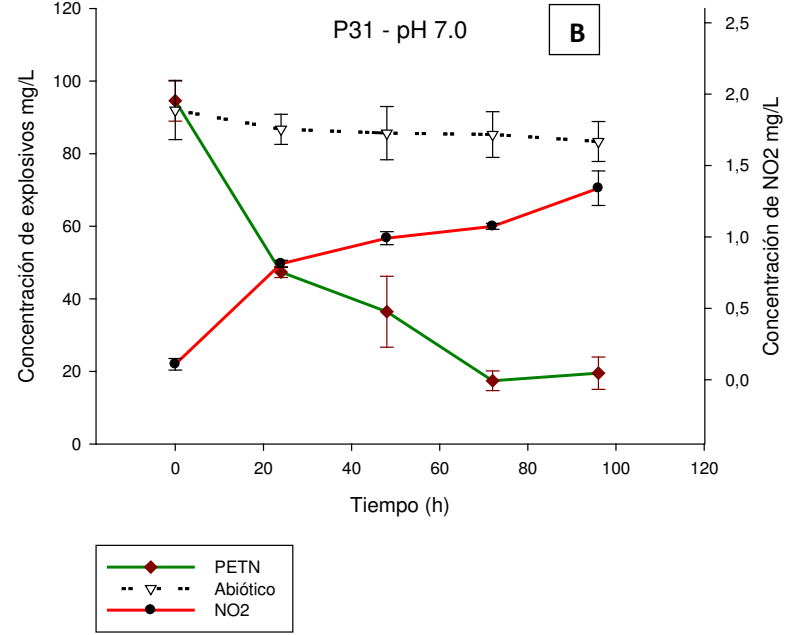 P31 - pH 7.0
B
Concentración de explosivos mg/L
120
100
80
60
40
20
0
2,5
2,0
1,5
1,0
0,5
0,0
Concentración de NO2 mg/L
0
20
40
60
80
100
120
Tiempo (h)
PETN
Abiótico
NO2